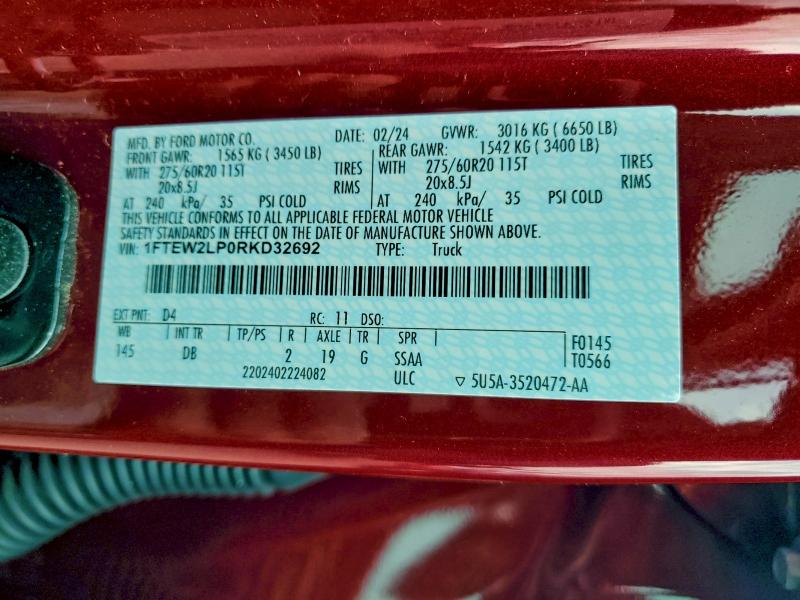 MFD. BY FORD MOTOR CO. DATE: 02/24 GVWR: 3016 KG ( 6650 LB)
FRONT GAWR: 1565 KG ( 3450 LB) REAR GAWR: 1542 KG ( 3400 LB)
WITH 275/60R20 115T TIRES WITH 275/60R20 115T TIRES
20x8.5J RIMS 20x8.5J RIMS
AT 240 kPa/ 35 PSI COLD AT 240 kPa/ 35 PSI COLD
THIS VEHICLE CONFORMS TO ALL APPLICABLE FEDERAL MOTOR VEHICLE
SAFETY STANDARDS IN EFFECT ON THE DATE OF MANUFACTURE SHOWN ABOVE.
VIN: 1FTEW2LP0RKD32692 TYPE: Truck
EXT PNT: D4 RC: 11 DSO:
WB INT TR TP/PS R AXLE TR SPR F0145
145 DB 2 19 G SSAA T0566
2202402224082 ULC ▽ 5U5A-3520472-AA